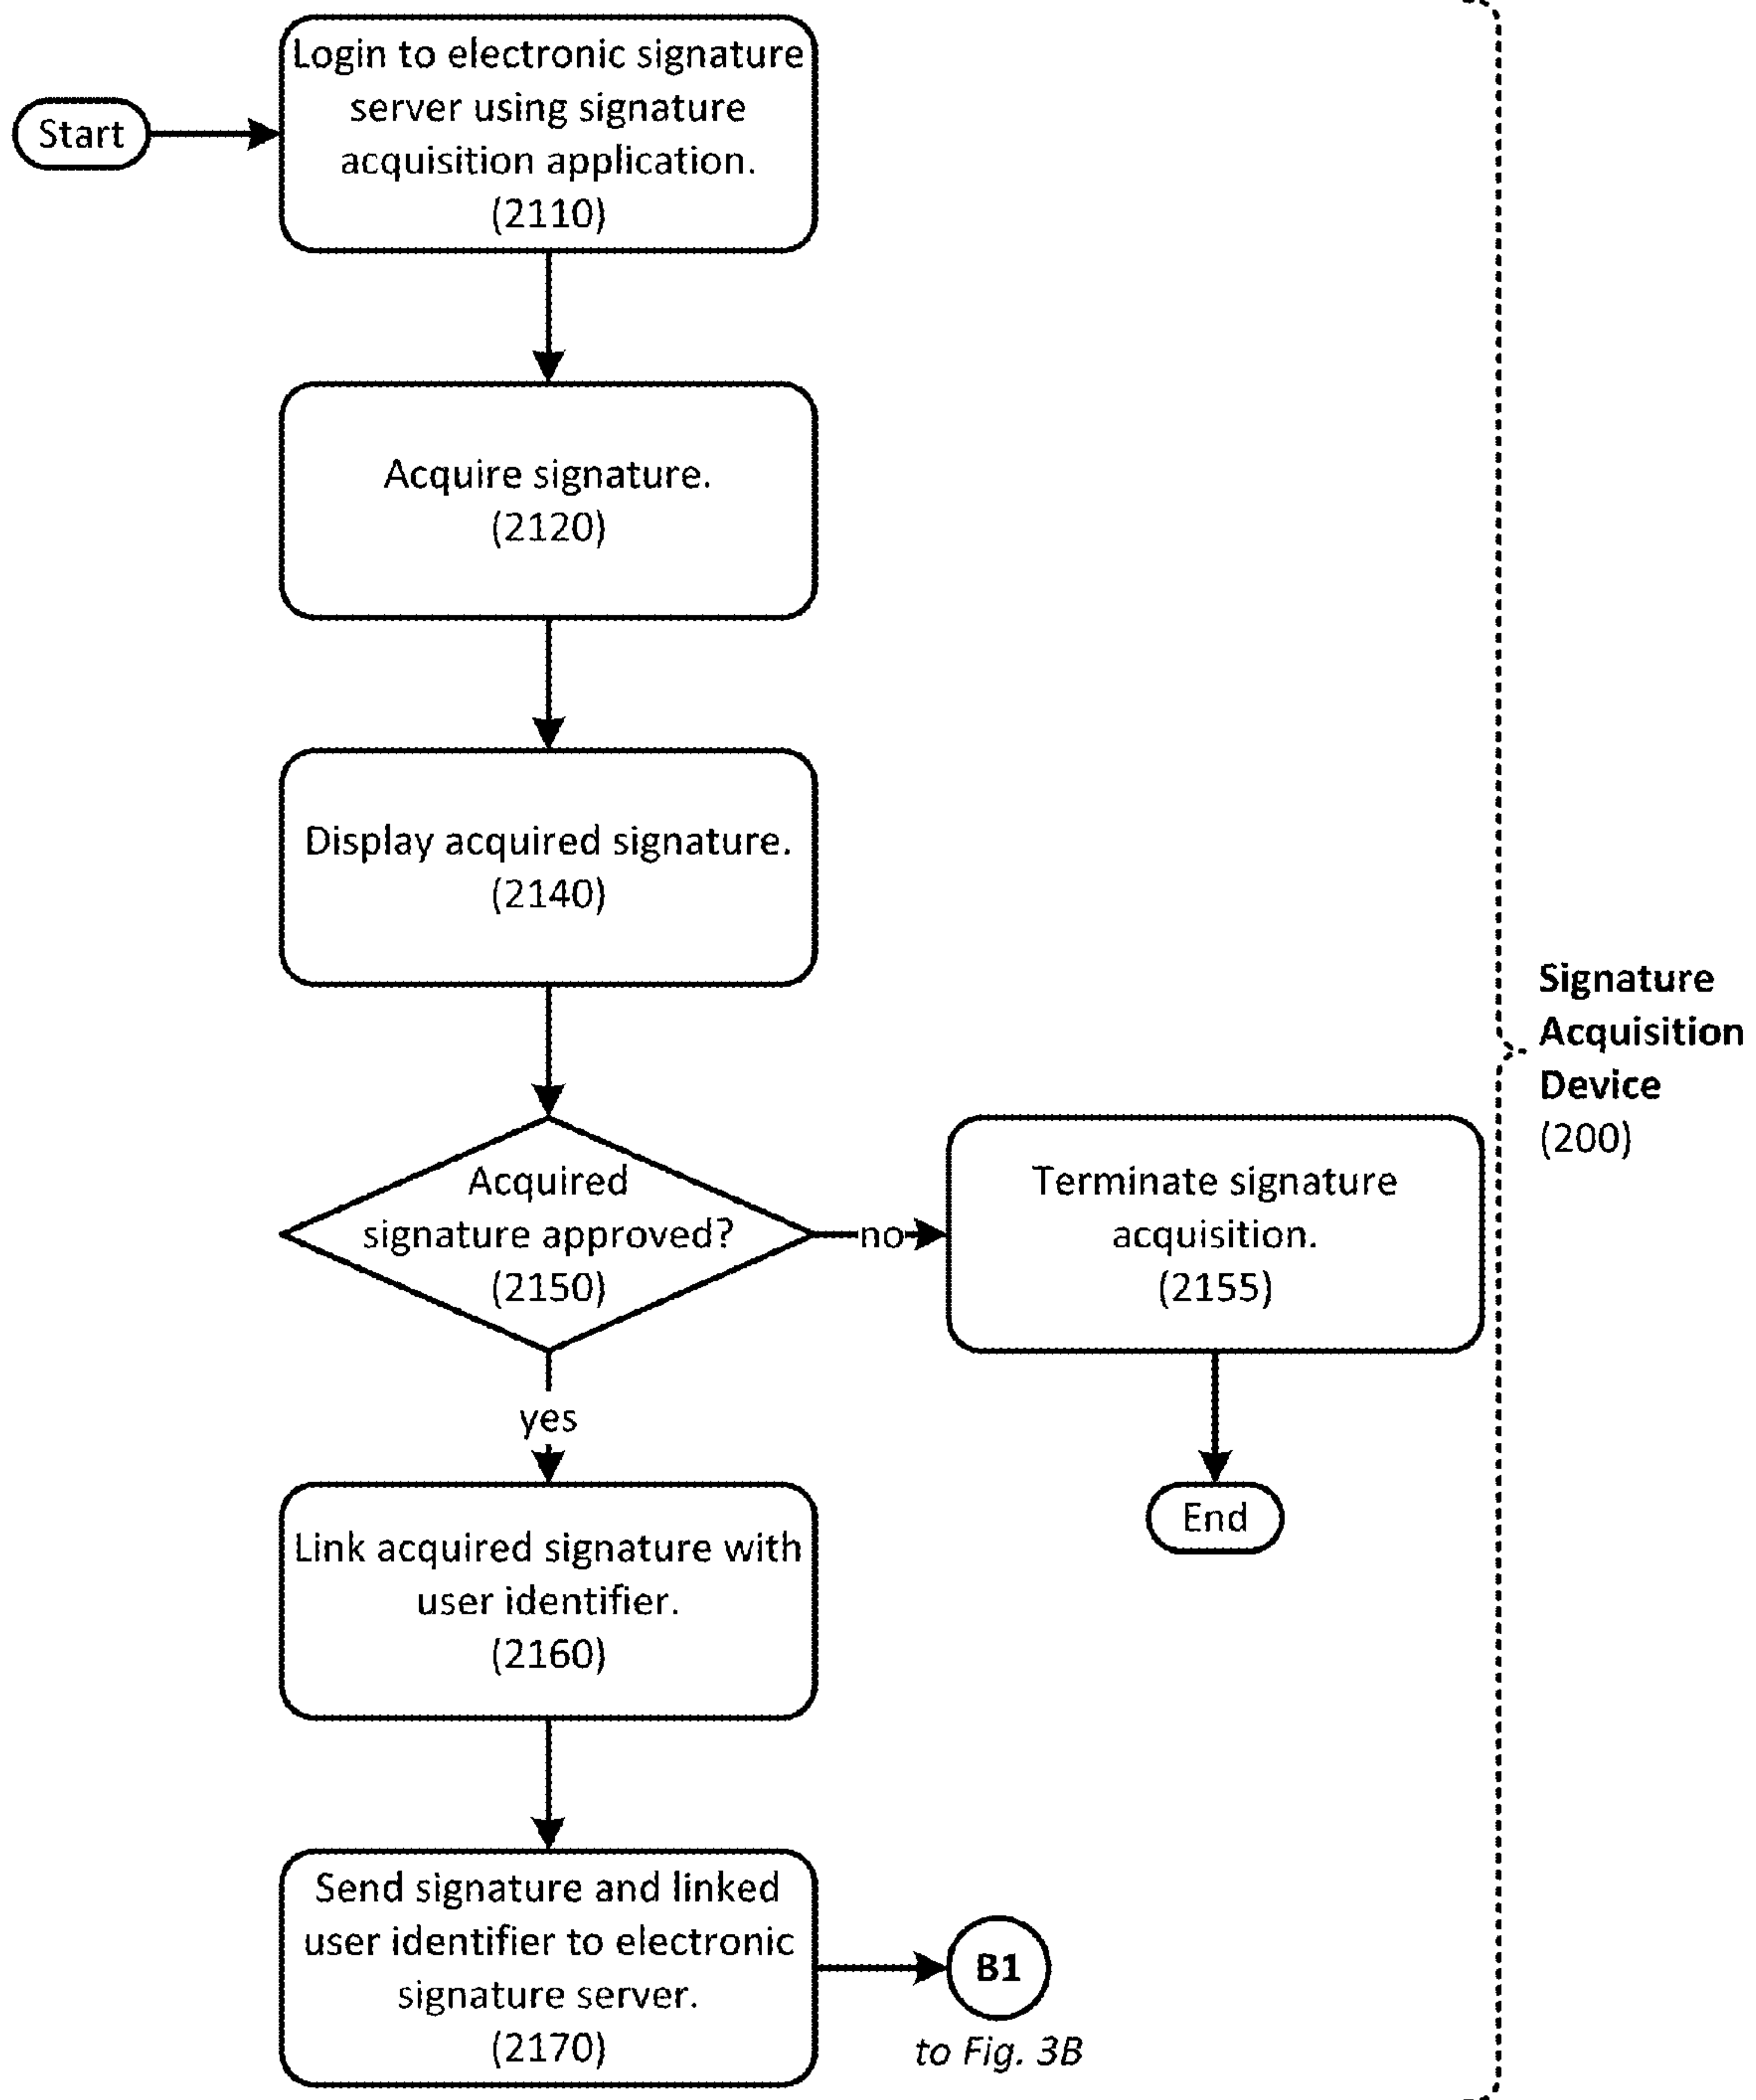 Start
Login to electronic signature
server using signature
acquisition application.
(2110)
Acquire signature.
(2120)
Display acquired signature.
(2140)
Acquired
signature approved?
(2150)
no
Terminate signature
acquisition.
(2155)
End
yes
Link acquired signature with
user identifier.
(2160)
Send signature and linked
user identifier to electronic
signature server.
(2170)
B1
to Fig. 3B
Signature
Acquisition
Device
(200)